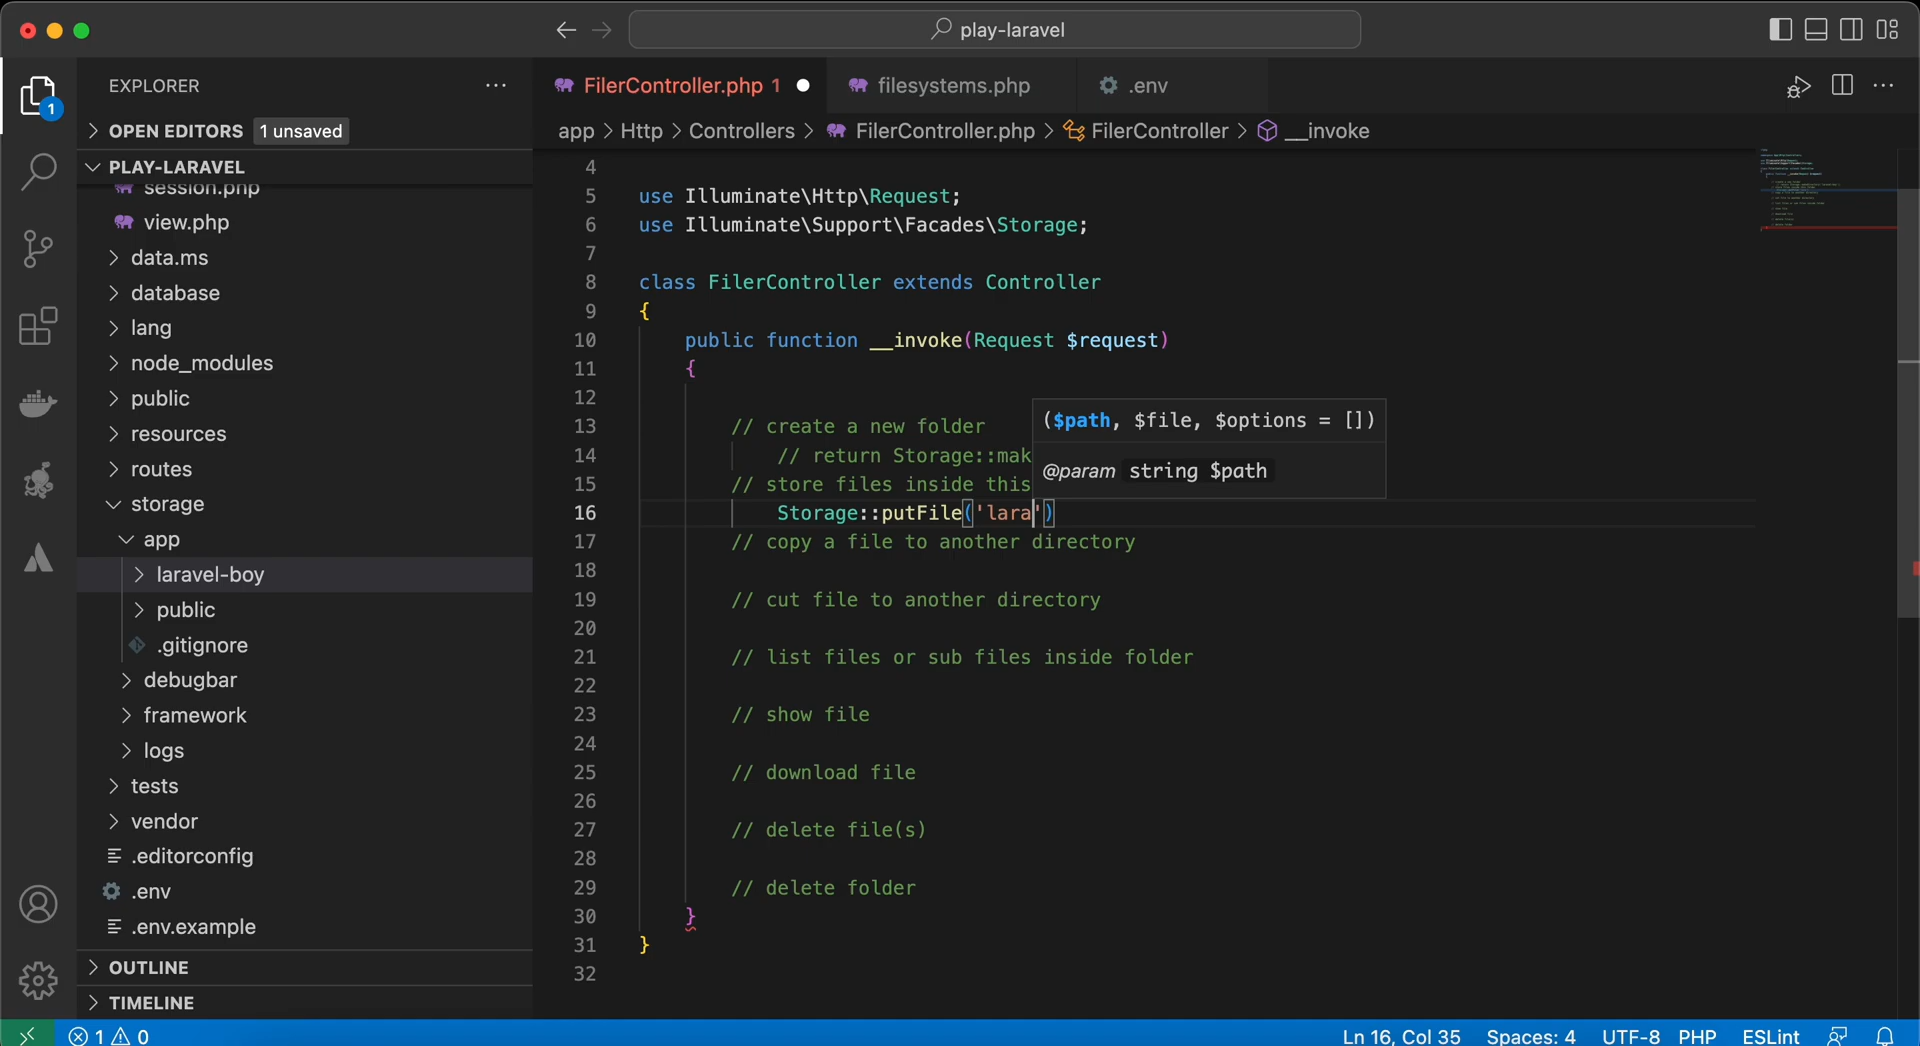 play-laravel
EXPLORER
FilerController.php 1
filesystems.php
.env
OPEN EDITORS 1 unsaved
app > Http > Controllers > FilerController.php > FilerController > __invoke
PLAY-LARAVEL
session.php
view.php
data.ms
database
lang
node_modules
public
resources
routes
storage
app
laravel-boy
public
.gitignore
debugbar
framework
logs
tests
vendor
.editorconfig
.env
.env.example
OUTLINE
TIMELINE
1
4
5 use Illuminate\Http\Request;
6 use Illuminate\Support\Facades\Storage;
7
8 class FilerController extends Controller
9 {
10 public function __invoke(Request $request)
11 {
12
13 // create a new folder
14 // return Storage::mak
15 // store files inside this
16 Storage::putFile('lara')
17 // copy a file to another directory
18
19 // cut file to another directory
20
21 // list files or sub files inside folder
22
23 // show file
24
25 // download file
26
27 // delete file(s)
28
29 // delete folder
30 }
31 }
32
($path, $file, $options = [])
@param string $path
1 0
Ln 16, Col 35
Spaces: 4
UTF-8
PHP
ESLint